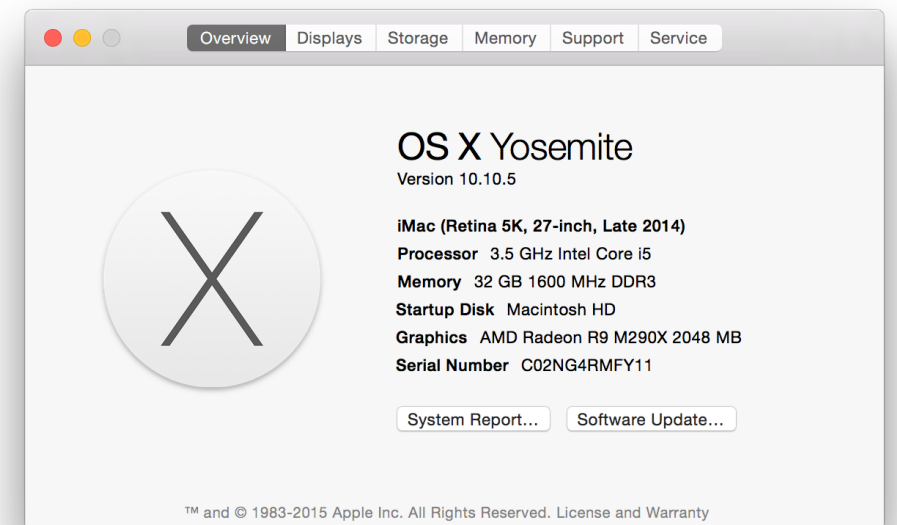 Overview Displays Storage Memory Support Service
OS X Yosemite
Version 10.10.5
iMac (Retina 5K, 27-inch, Late 2014)
Processor 3.5 GHz Intel Core i5
Memory 32 GB 1600 MHz DDR3
Startup Disk Macintosh HD
Graphics AMD Radeon R9 M290X 2048 MB
Serial Number C02NG4RMFY11
System Report... Software Update...
™ and © 1983-2015 Apple Inc. All Rights Reserved. License and Warranty